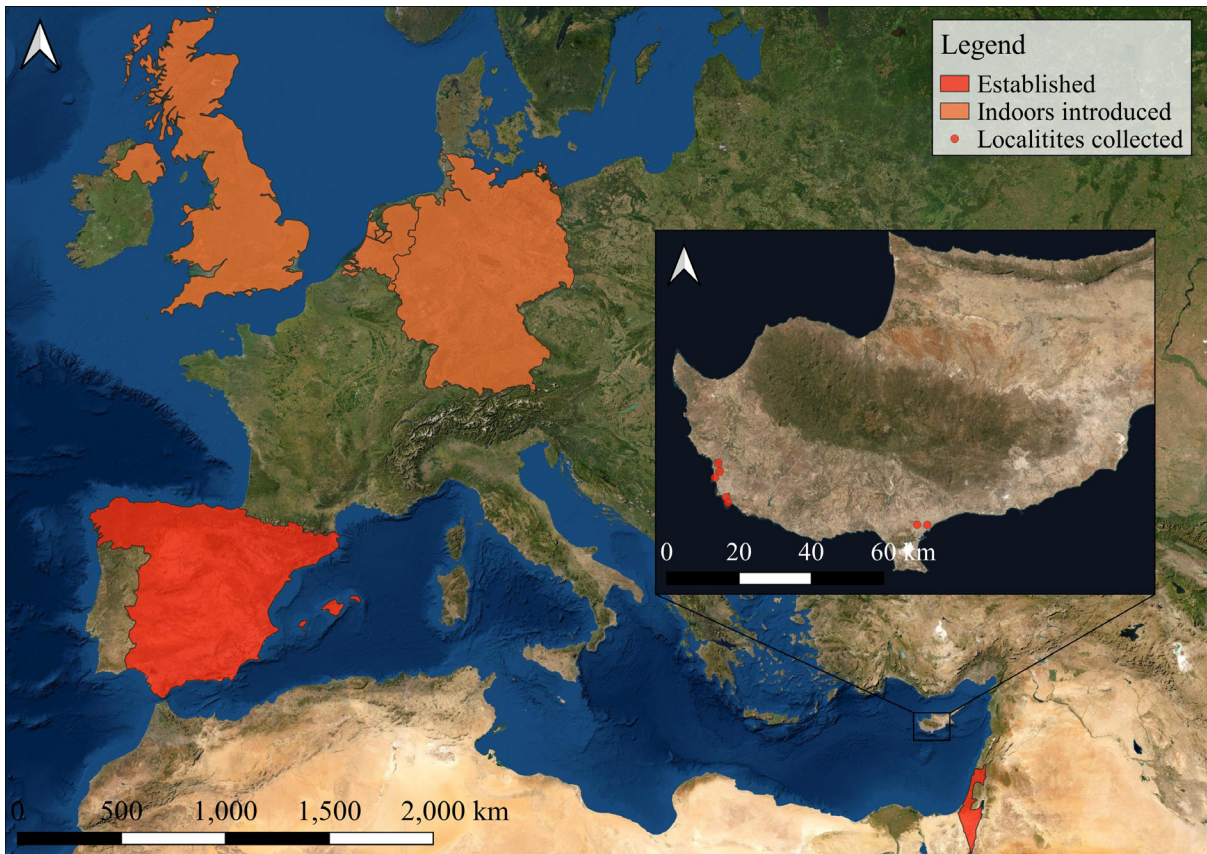 Legend
Established
Indoors introduced
Localitites collected
0 20 40 60 km
0 500 1,000 1,500 2,000 km